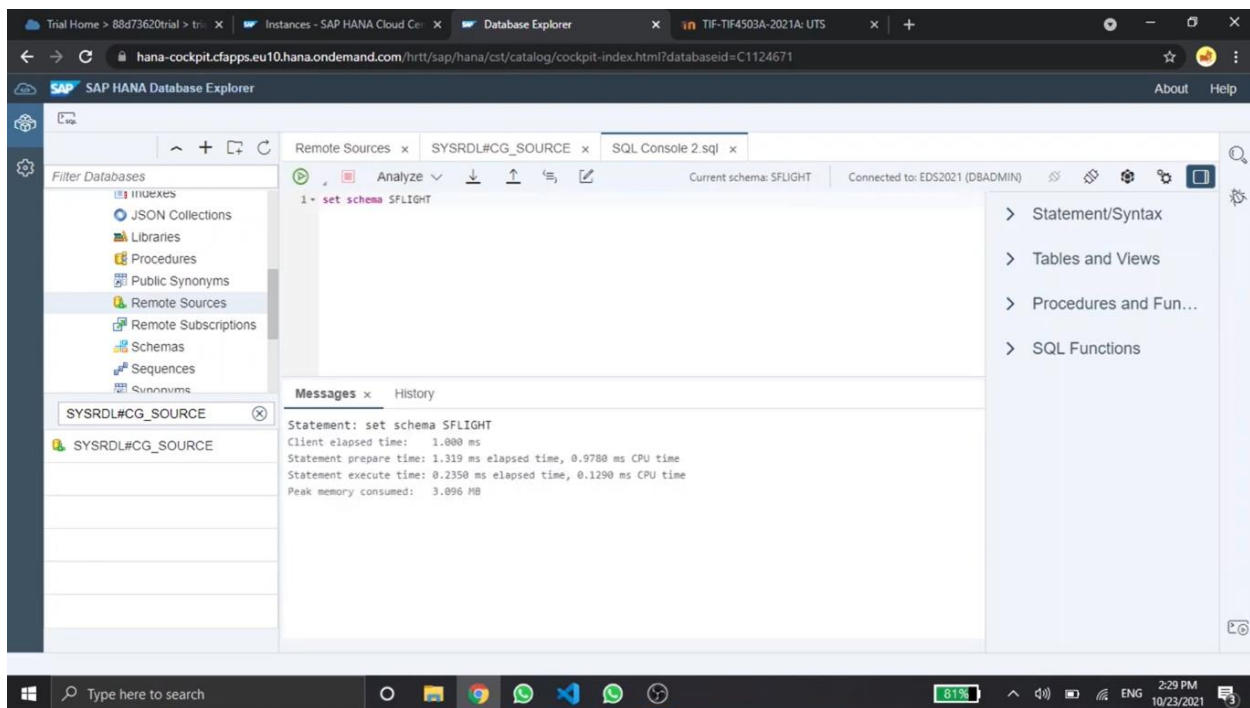 Trial Home > 88d73620trial > tri
Instances - SAP HANA Cloud Cen
Database Explorer
TIF-TIF4503A-2021A: UTS
hana-cockpit.cfapps.eu10.hana.ondemand.com/hrtt/sap/hana/cst/catalog/cockpit-index.html?databaseid=C1124671
SAP SAP HANA Database Explorer
About Help
Remote Sources
SYSRDL#CG_SOURCE
SQL Console 2.sql
Filter Databases
Analyze
Current schema: SFLIGHT
Connected to: EDS2021 (DBADMIN)
Indexes
JSON Collections
Libraries
Procedures
Public Synonyms
Remote Sources
Remote Subscriptions
Schemas
Sequences
Synonyms
SYSRDL#CG_SOURCE
SYSRDL#CG_SOURCE
1 set schema SFLIGHT
Statement/Syntax
Tables and Views
Procedures and Fun...
SQL Functions
Messages History
Statement: set schema SFLIGHT
Client elapsed time: 1.000 ms
Statement prepare time: 1.319 ms elapsed time, 0.9780 ms CPU time
Statement execute time: 0.2350 ms elapsed time, 0.1290 ms CPU time
Peak memory consumed: 3.096 MB
Type here to search
81%
ENG
2:29 PM
10/23/2021
3